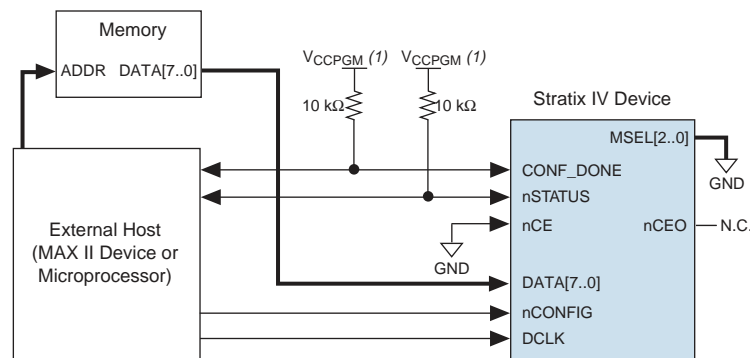 Memory
ADDR DATA[7..0]
VCCPGM (1) VCCPGM (1)
10 kΩ 10 kΩ
Stratix IV Device
MSEL[2..0]
GND
CONF_DONE
nSTATUS
nCE nCEO N.C.
GND
External Host
(MAX II Device or
Microprocessor)
DATA[7..0]
nCONFIG
DCLK